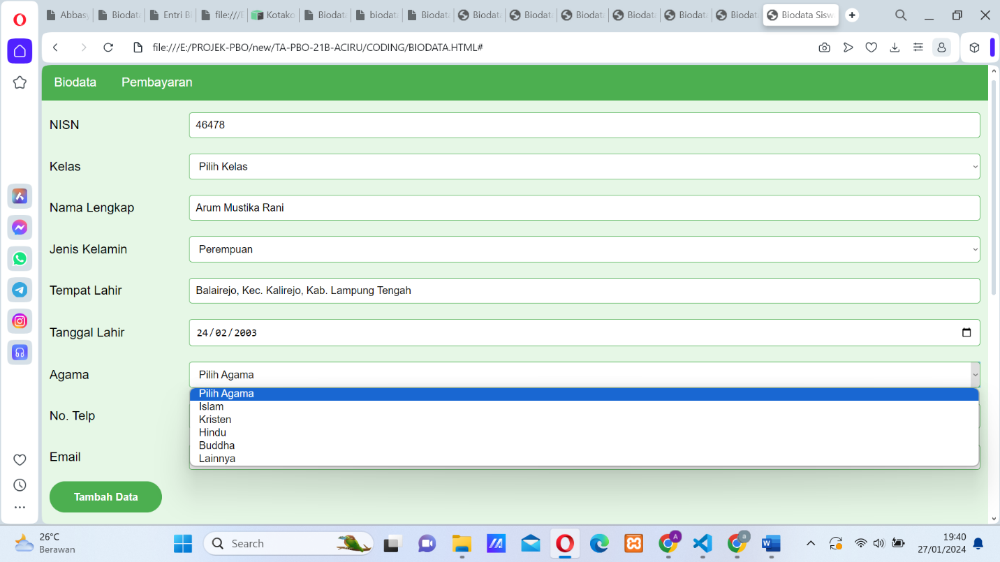 Abbasy
Biodat
Entri Bi
file:///E
Kotako
Biodat
biodata
Biodat
Biodat
Biodat
Biodat
Biodat
Biodat
Biodat
Biodata Sisw
file:///E:/PROJEK-PBO/new/TA-PBO-21B-ACIRU/CODING/BIODATA.HTML#
Biodata Pembayaran
NISN 46478
Kelas Pilih Kelas
Nama Lengkap Arum Mustika Rani
Jenis Kelamin Perempuan
Tempat Lahir Balairejo, Kec. Kalirejo, Kab. Lampung Tengah
Tanggal Lahir 24/02/2003
Agama Pilih Agama
Pilih Agama
Islam
No. Telp
Kristen
Hindu
Buddha
Email
Lainnya
Tambah Data
26°C
Berawan
Search
A
a
19:40
27/01/2024